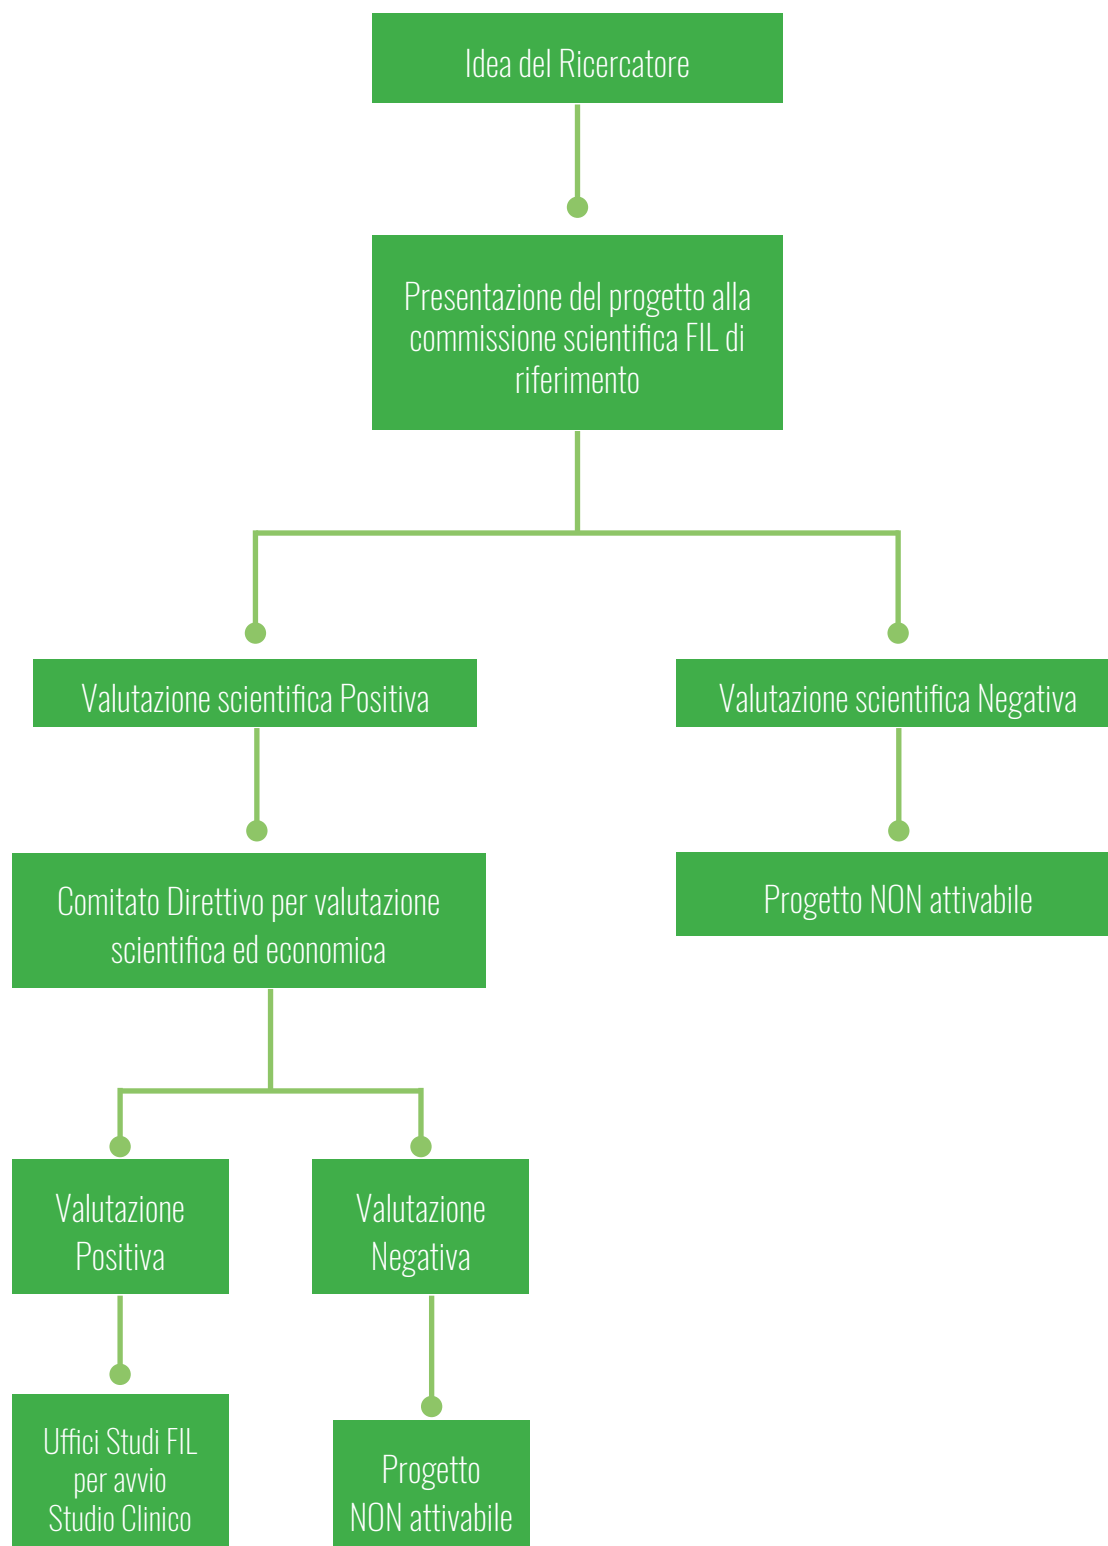 Idea del Ricercatore
Presentazione del progetto alla
commissione scientifica FIL di
riferimento
Valutazione scientifica Positiva
Valutazione scientifica Negativa
Comitato Direttivo per valutazione
scientifica ed economica
Progetto NON attivabile
Valutazione
Positiva
Valutazione
Negativa
Uffici Studi FIL
per avvio
Studio Clinico
Progetto
NON attivabile